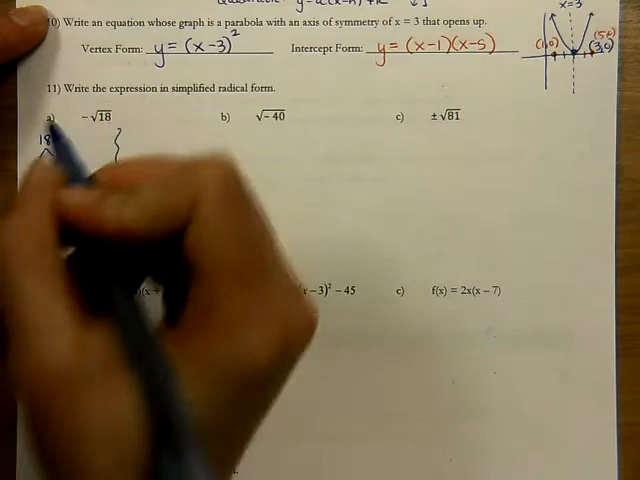 10) Write an equation whose graph is a parabola with an axis of symmetry of x = 3 that opens up.
x=3
Vertex Form: y = (x-3)² Intercept Form: y = (x-1)(x-5)
(1,0) (5,0)
(3,0)
11) Write the expression in simplified radical form.
a) -√18 b) √-40 c) ±√81
18
)(x + x - 3)² - 45 c) f(x) = 2x(x - 7)